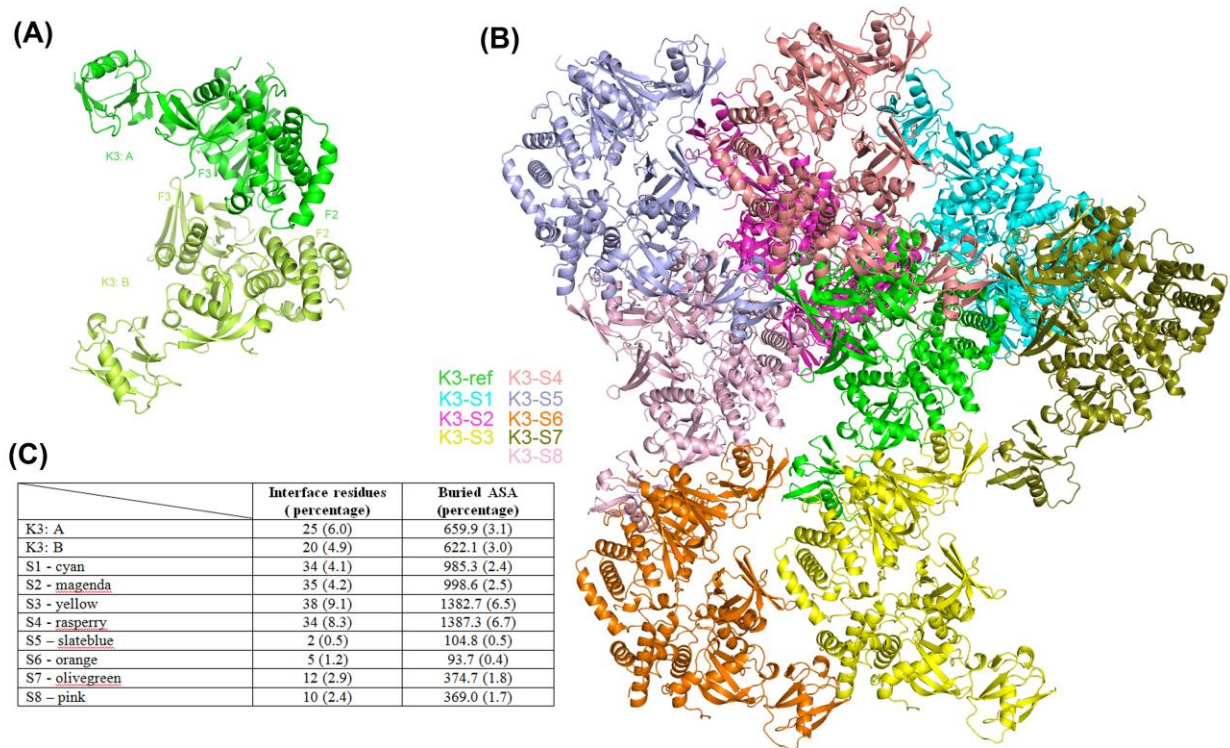 (A)
K3: A
F3
F3
F2
F2
K3: B
(B)
K3-ref K3-S4
K3-S1 K3-S5
K3-S2 K3-S6
K3-S3 K3-S7
K3-S8
(C)
Interface residues Buried ASA
( percentage) (percentage)
K3: A 25 (6.0) 659.9 (3.1)
K3: B 20 (4.9) 622.1 (3.0)
S1 - cyan 34 (4.1) 985.3 (2.4)
S2 - magenda 35 (4.2) 998.6 (2.5)
S3 - yellow 38 (9.1) 1382.7 (6.5)
S4 - rasperry 34 (8.3) 1387.3 (6.7)
S5 – slateblue 2 (0.5) 104.8 (0.5)
S6 - orange 5 (1.2) 93.7 (0.4)
S7 - olivegreen 12 (2.9) 374.7 (1.8)
S8 – pink 10 (2.4) 369.0 (1.7)